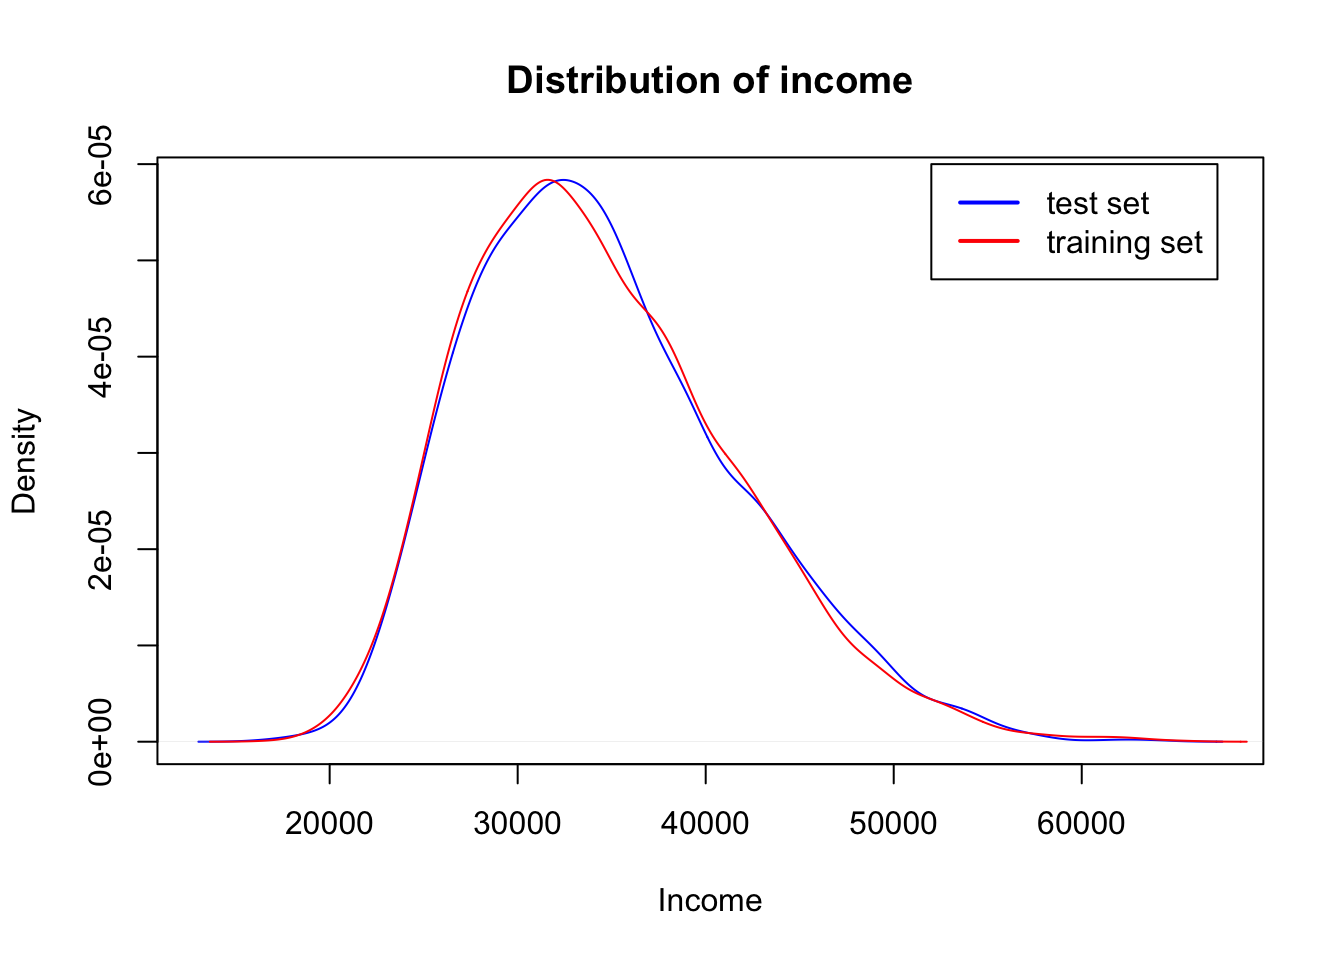 Distribution of income
test set
training set
Density
6e-05
4e-05
2e-05
0e+00
20000 30000 40000 50000 60000
Income